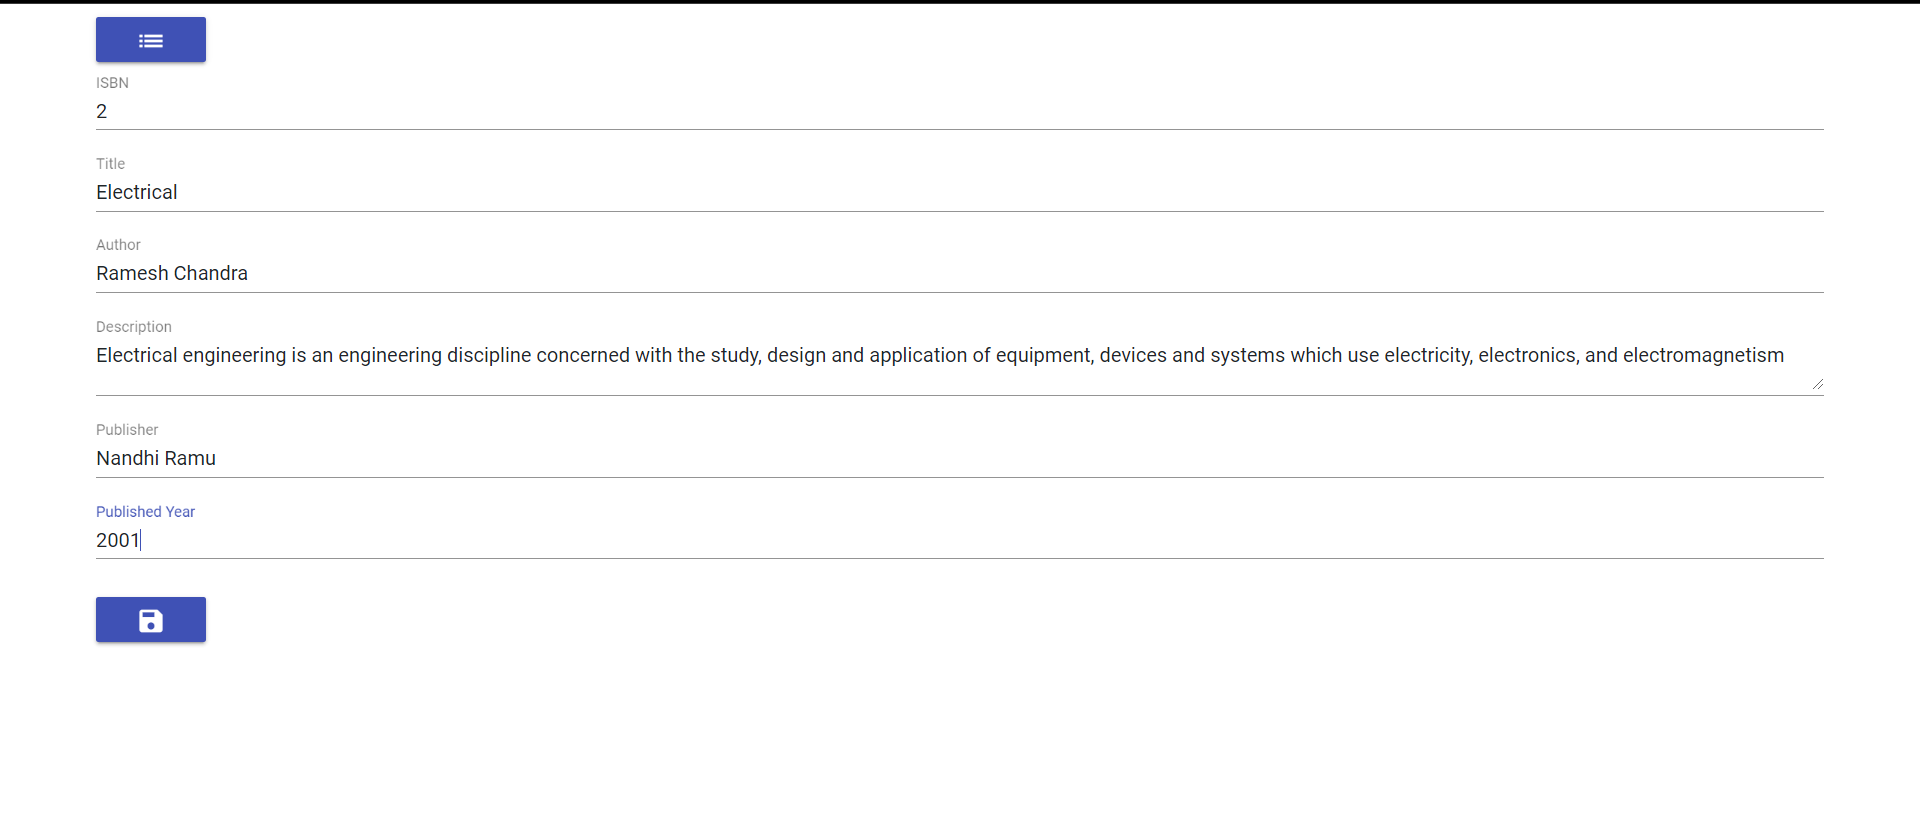 ISBN
2
Title
Electrical
Author
Ramesh Chandra
Description
Electrical engineering is an engineering discipline concerned with the study, design and application of equipment, devices and systems which use electricity, electronics, and electromagnetism
Publisher
Nandhi Ramu
Published Year
2001